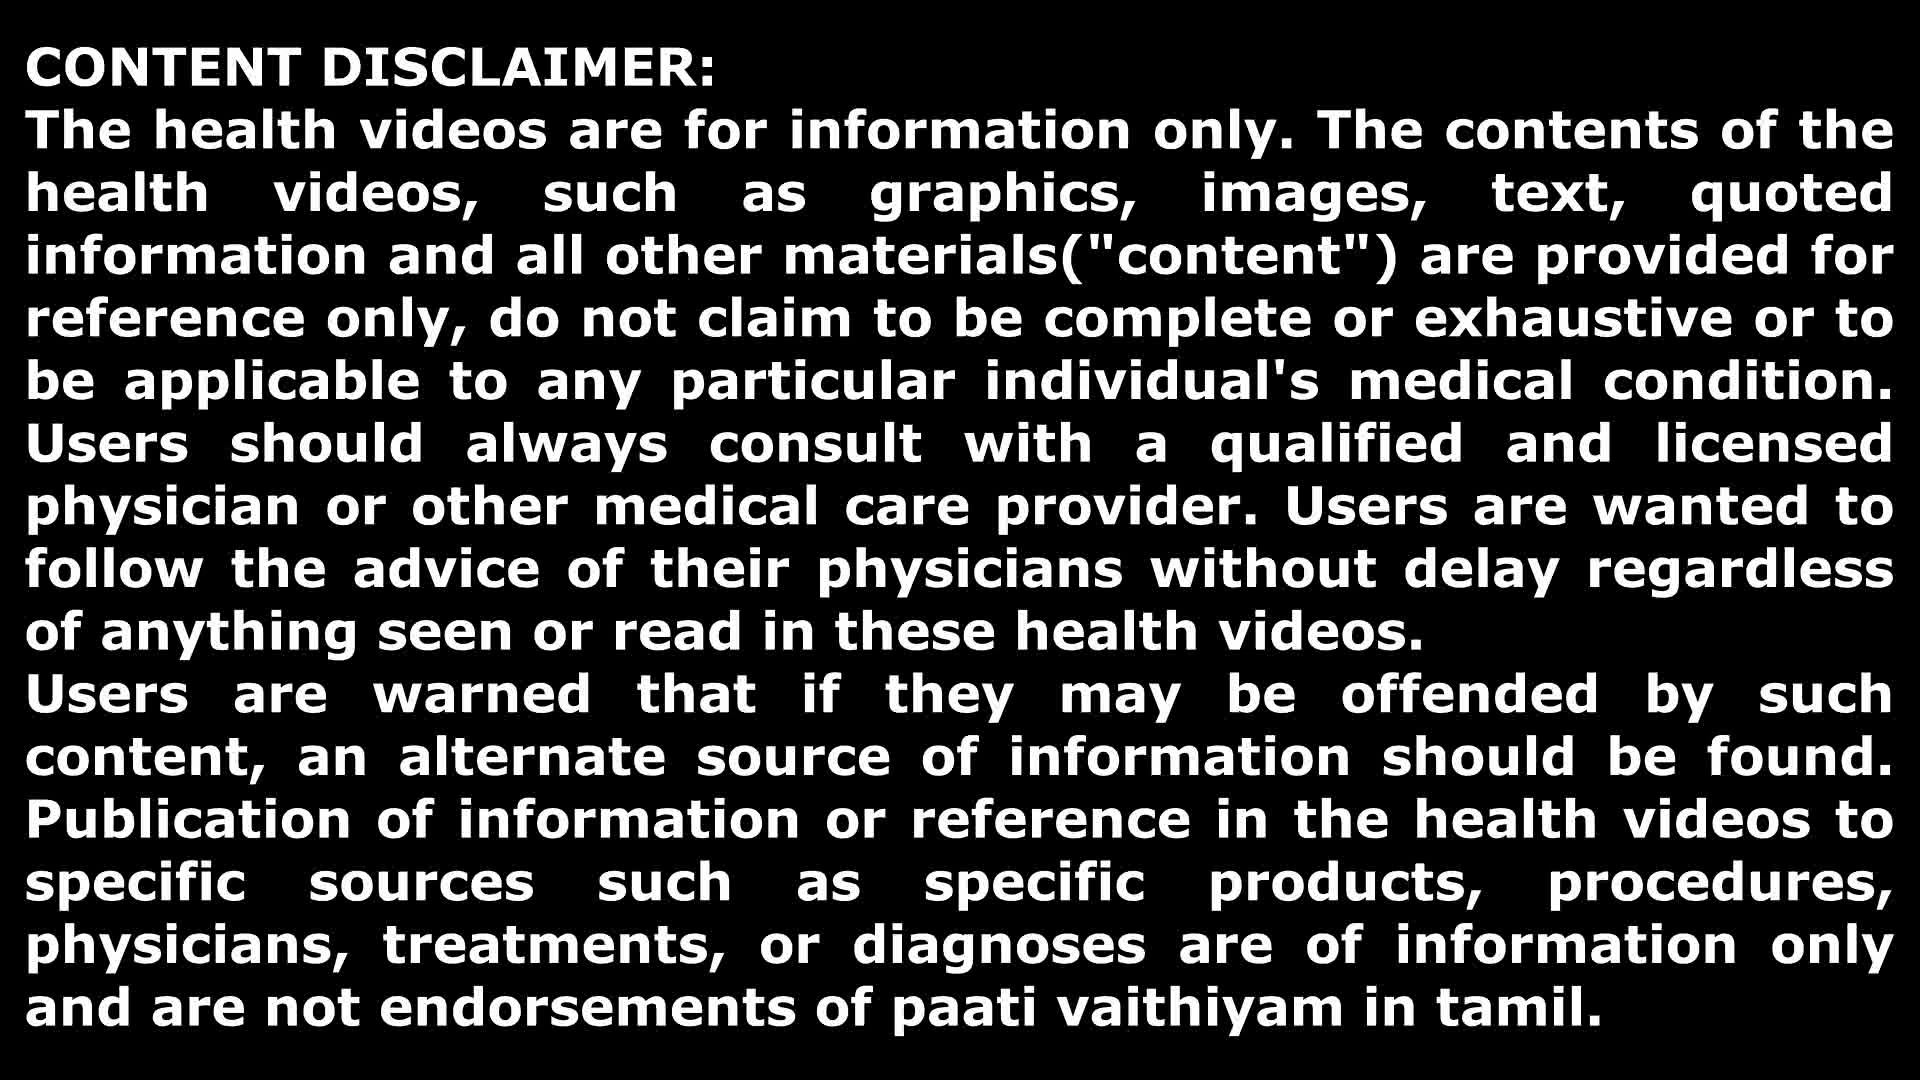 CONTENT DISCLAIMER:
The health videos are for information only. The contents of the
health videos, such as graphics, images, text, quoted
information and all other materials("content") are provided for
reference only, do not claim to be complete or exhaustive or to
be applicable to any particular individual's medical condition.
Users should always consult with a qualified and licensed
physician or other medical care provider. Users are wanted to
follow the advice of their physicians without delay regardless
of anything seen or read in these health videos.
Users are warned that if they may be offended by such
content, an alternate source of information should be found.
Publication of information or reference in the health videos to
specific sources such as specific products, procedures,
physicians, treatments, or diagnoses are of information only
and are not endorsements of paati vaithiyam in tamil.